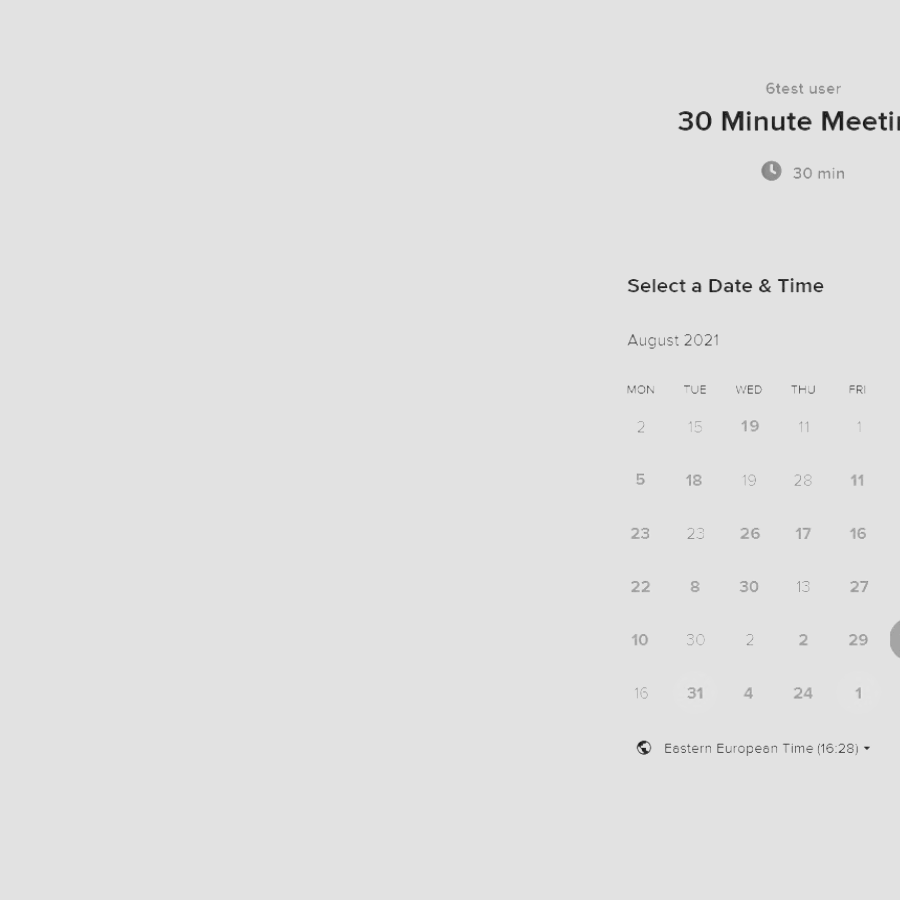 6test user
30 Minute Meetin
30 min
Select a Date & Time
August 2021
MON TUE WED THU FRI
2 15 19 11 1
5 18 19 28 11
23 23 26 17 16
22 8 30 13 27
10 30 2 2 29
16 31 4 24 1
Eastern European Time (16:28)